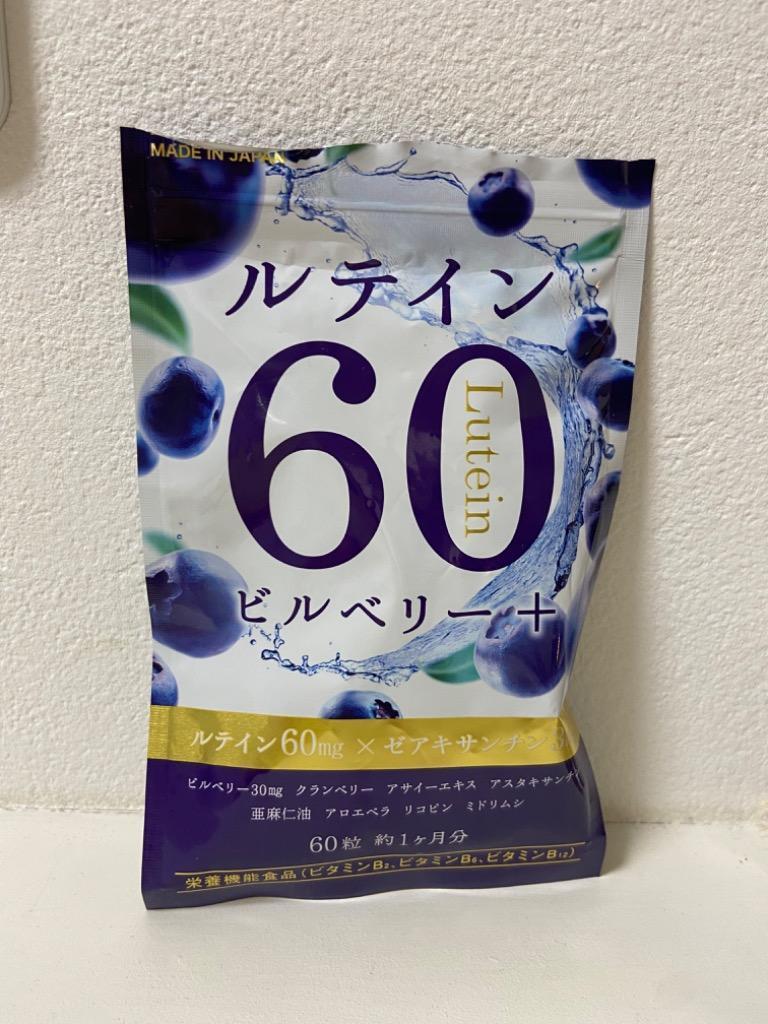 MADE IN JAPAN
ルテイン
60
Lutein
ビルベリー+
ルテイン60mg × ゼアキサンチン
ビルベリー30mg クランベリー アサイーエキス アスタキサンチン
亜麻仁油 アロエベラ リコピン ミドリムシ
60粒 約1ヶ月分
栄養機能食品(ビタミンB₂、ビタミンB₆、ビタミンB₁₂)